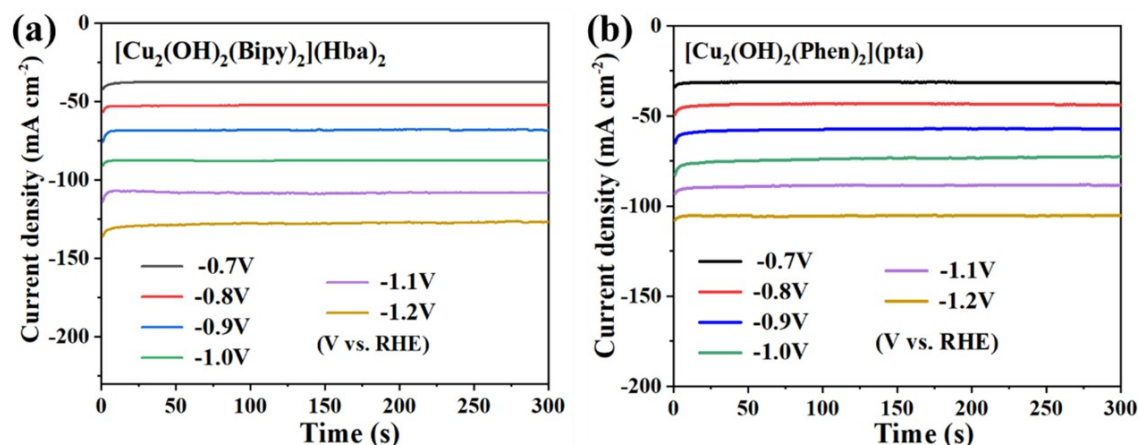 (a)
[Cu₂(OH)₂(Bipy)₂](Hba)₂
Current density (mA cm⁻²)
0
-50
-100
-150
-200
-0.7V
-0.8V
-0.9V
-1.0V
-1.1V
-1.2V
(V vs. RHE)
0 50 100 150 200 250 300
Time (s)
(b)
[Cu₂(OH)₂(Phen)₂](pta)
Current density (mA cm⁻²)
0
-50
-100
-150
-200
-0.7V
-0.8V
-0.9V
-1.0V
-1.1V
-1.2V
(V vs. RHE)
0 50 100 150 200 250 300
Time (s)